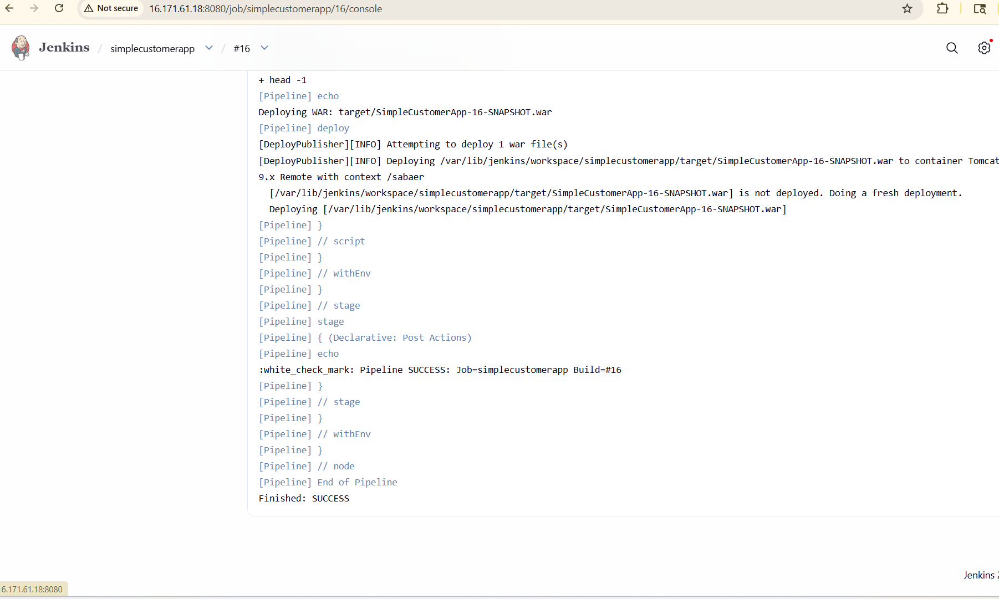 Not secure 16.171.61.18:8080/job/simplecustomerapp/16/console
Jenkins / simplecustomerapp / #16
+ head -1
[Pipeline] echo
Deploying WAR: target/SimpleCustomerApp-16-SNAPSHOT.war
[Pipeline] deploy
[DeployPublisher][INFO] Attempting to deploy 1 war file(s)
[DeployPublisher][INFO] Deploying /var/lib/jenkins/workspace/simplecustomerapp/target/SimpleCustomerApp-16-SNAPSHOT.war to container Tomcat
9.x Remote with context /sabaer
[/var/lib/jenkins/workspace/simplecustomerapp/target/SimpleCustomerApp-16-SNAPSHOT.war] is not deployed. Doing a fresh deployment.
Deploying [/var/lib/jenkins/workspace/simplecustomerapp/target/SimpleCustomerApp-16-SNAPSHOT.war]
[Pipeline] }
[Pipeline] // script
[Pipeline] }
[Pipeline] // withEnv
[Pipeline] }
[Pipeline] // stage
[Pipeline] stage
[Pipeline] { (Declarative: Post Actions)
[Pipeline] echo
:white_check_mark: Pipeline SUCCESS: Job=simplecustomerapp Build=#16
[Pipeline] }
[Pipeline] // stage
[Pipeline] }
[Pipeline] // withEnv
[Pipeline] }
[Pipeline] // node
[Pipeline] End of Pipeline
Finished: SUCCESS
Jenkins 2
6.171.61.18:8080